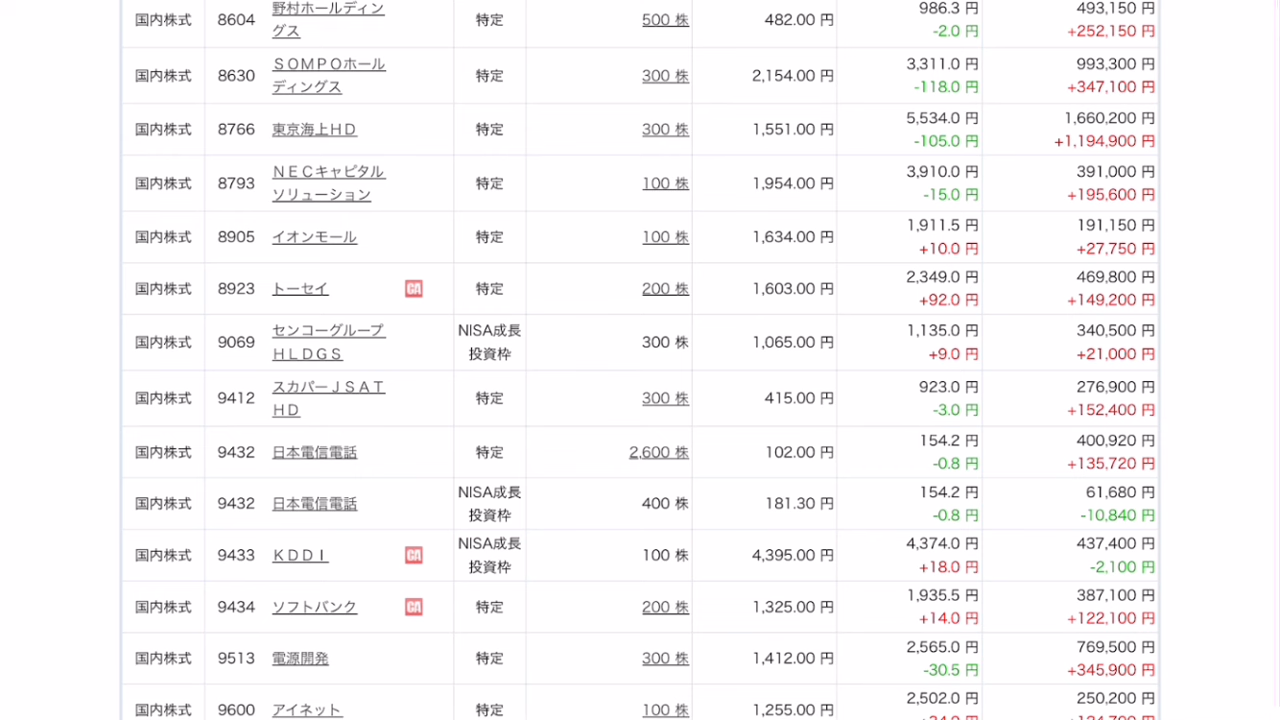 国内株式 8604 野村ホールディン
グス 特定 500 株 482.00 円 986.3 円 493,150 円
-2.0 円 +252,150 円
国内株式 8630 ＳＯＭＰＯホール
ディングス 特定 300 株 2,154.00 円 3,311.0 円 993,300 円
-118.0 円 +347,100 円
国内株式 8766 東京海上ＨＤ 特定 300 株 1,551.00 円 5,534.0 円 1,660,200 円
-105.0 円 +1,194,900 円
国内株式 8793 ＮＥＣキャピタル
ソリューション 特定 100 株 1,954.00 円 3,910.0 円 391,000 円
-15.0 円 +195,600 円
国内株式 8905 イオンモール 特定 100 株 1,634.00 円 1,911.5 円 191,150 円
+10.0 円 +27,750 円
国内株式 8923 トーセイ CA 特定 200 株 1,603.00 円 2,349.0 円 469,800 円
+92.0 円 +149,200 円
国内株式 9069 センコーグループ
ＨＬＤＧＳ NISA成長
投資枠 300 株 1,065.00 円 1,135.0 円 340,500 円
+9.0 円 +21,000 円
国内株式 9412 スカパーＪＳＡＴ
ＨＤ 特定 300 株 415.00 円 923.0 円 276,900 円
-3.0 円 +152,400 円
国内株式 9432 日本電信電話 特定 2,600 株 102.00 円 154.2 円 400,920 円
-0.8 円 +135,720 円
国内株式 9432 日本電信電話 NISA成長
投資枠 400 株 181.30 円 154.2 円 61,680 円
-0.8 円 -10,840 円
国内株式 9433 ＫＤＤＩ CA NISA成長
投資枠 100 株 4,395.00 円 4,374.0 円 437,400 円
+18.0 円 -2,100 円
国内株式 9434 ソフトバンク CA 特定 200 株 1,325.00 円 1,935.5 円 387,100 円
+14.0 円 +122,100 円
国内株式 9513 電源開発 特定 300 株 1,412.00 円 2,565.0 円 769,500 円
-30.5 円 +345,900 円
国内株式 9600 アイネット 特定 100 株 1,255.00 円 2,502.0 円 250,200 円